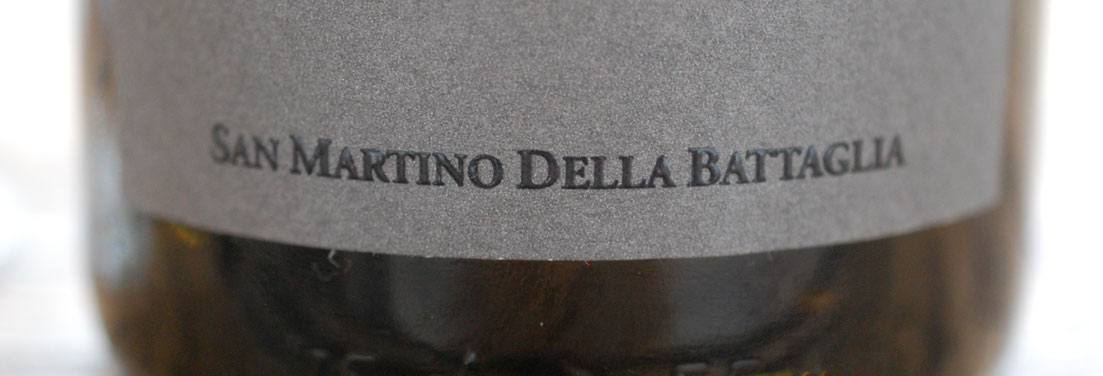 SAN MARTINO DELLA BATTAGLIA